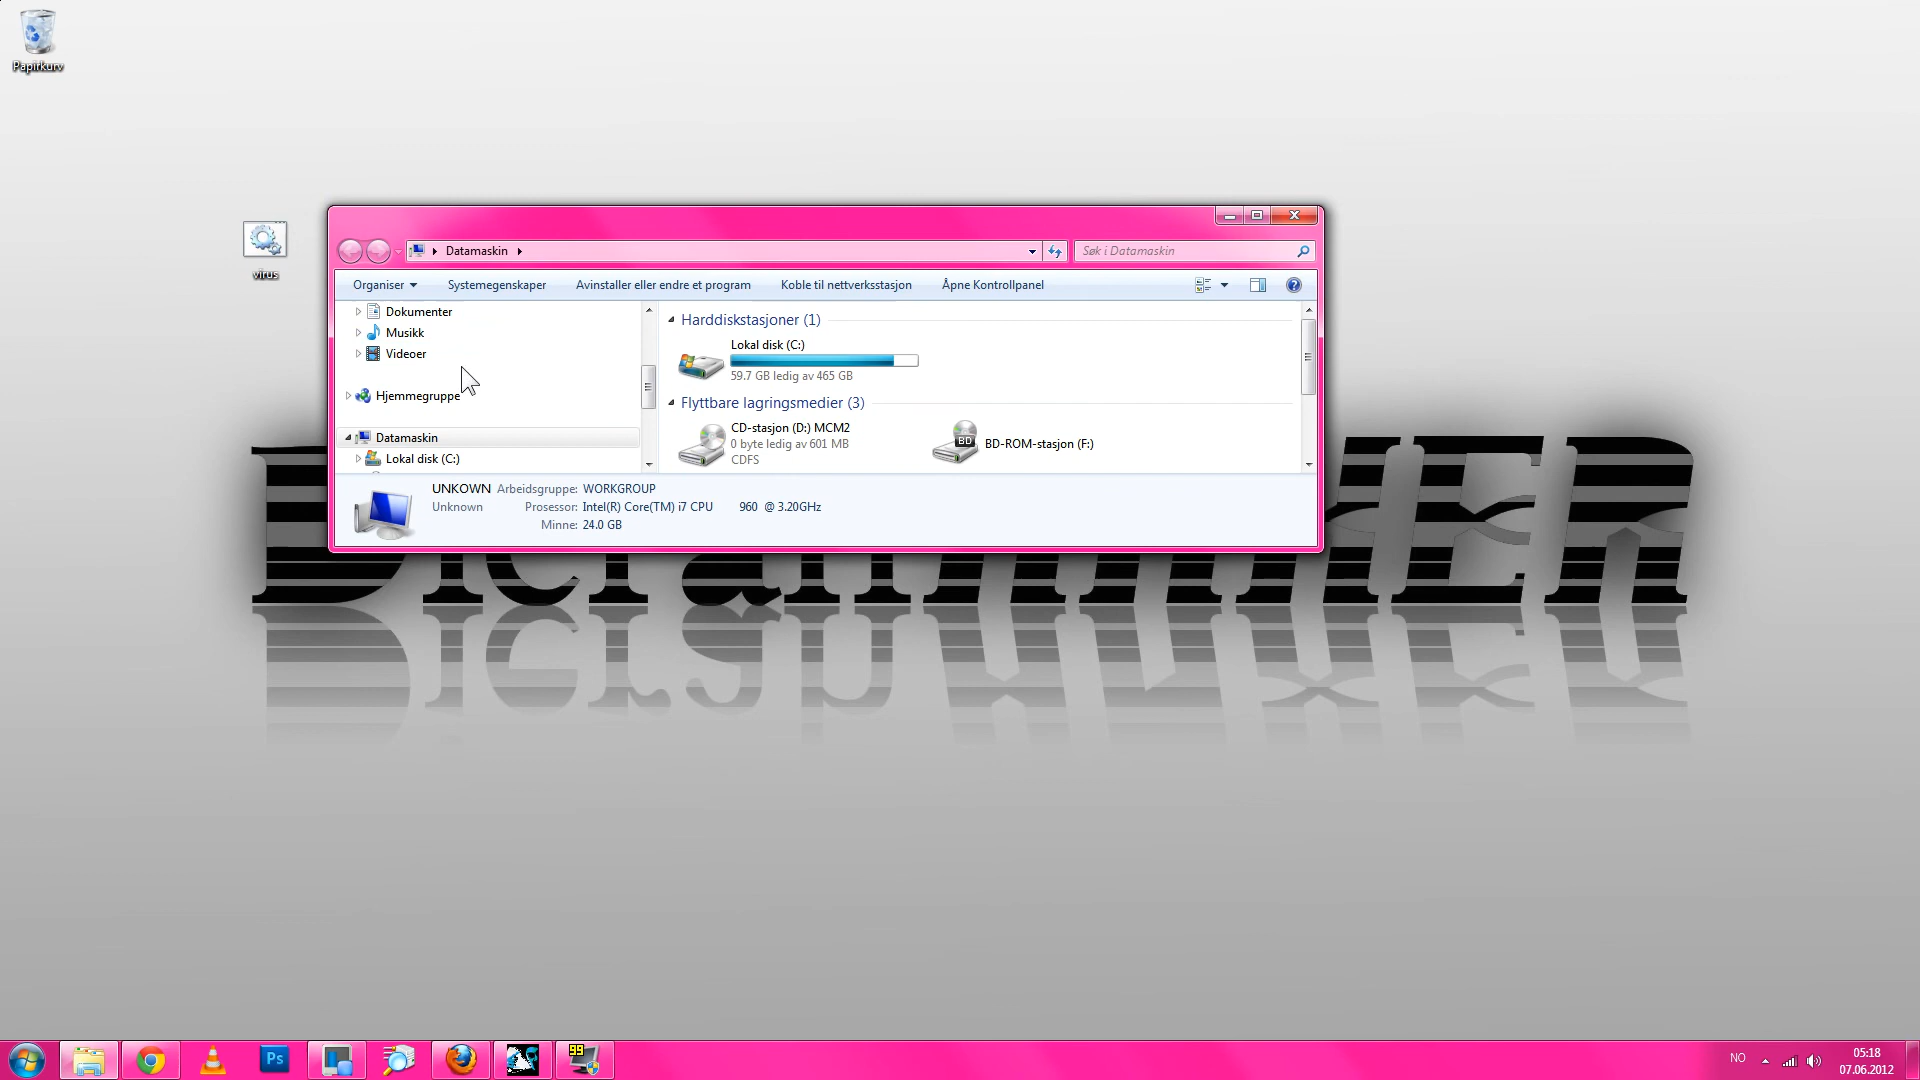 Papirkurv
virus
Datamaskin
Søk i Datamaskin
Organiser
Systemegenskaper
Avinstaller eller endre et program
Koble til nettverksstasjon
Åpne Kontrollpanel
Dokumenter
Musikk
Videoer
Hjemmegruppe
Datamaskin
Lokal disk (C:)
Harddiskstasjoner (1)
Lokal disk (C:)
59.7 GB ledig av 465 GB
Flyttbare lagringsmedier (3)
CD-stasjon (D:) MCM2
0 byte ledig av 601 MB
CDFS
BD
BD-ROM-stasjon (F:)
UNKOWN Arbeidsgruppe: WORKGROUP
Unknown Prosessor: Intel(R) Core(TM) i7 CPU 960 @ 3.20GHz
Minne: 24.0 GB
Ps
99
NO
05:18
07.06.2012